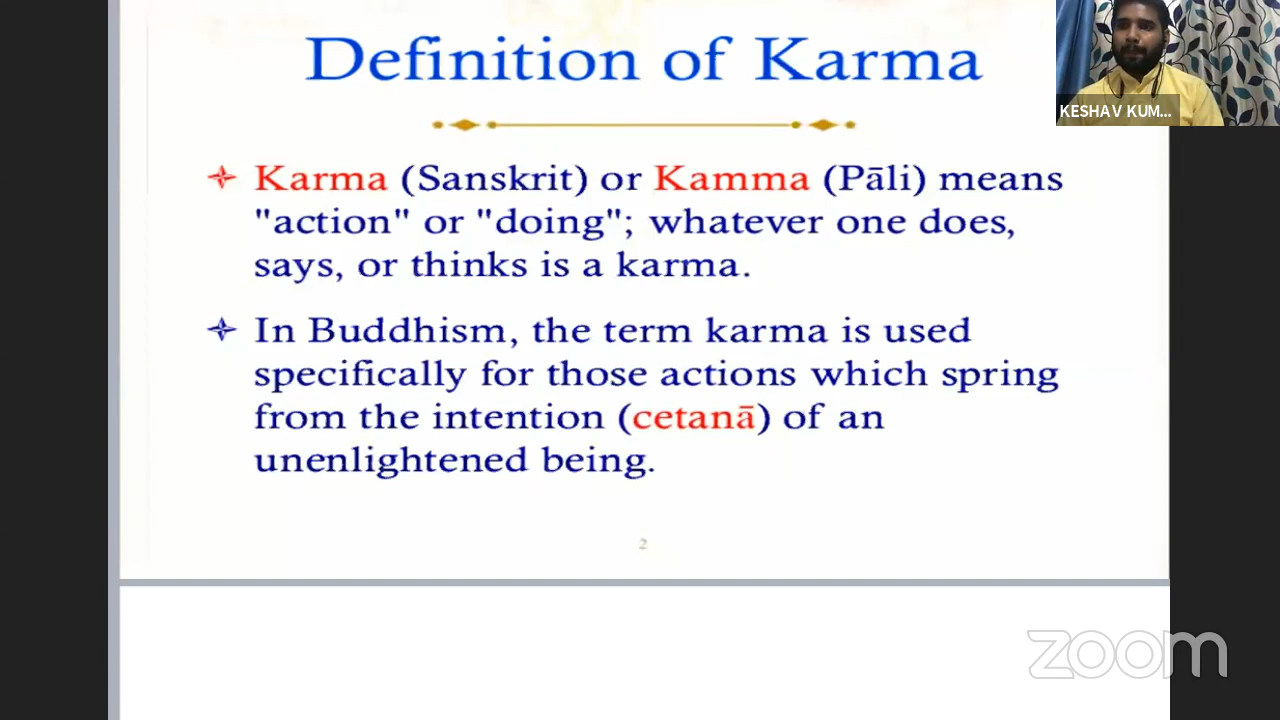 Definition of Karma
KESHAV KUM...
Karma (Sanskrit) or Kamma (Pāli) means
"action" or "doing"; whatever one does,
says, or thinks is a karma.
In Buddhism, the term karma is used
specifically for those actions which spring
from the intention (cetanā) of an
unenlightened being.
2
zoom